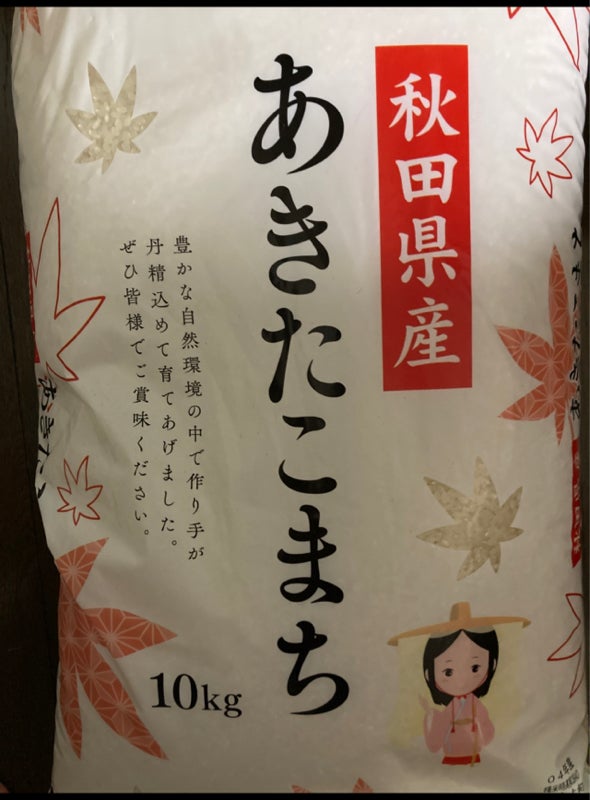 秋田県産
あきたこまち
豊かな自然環境の中で作り手が
丹精込めて育てあげました。
ぜひ皆様でご賞味ください。
10kg